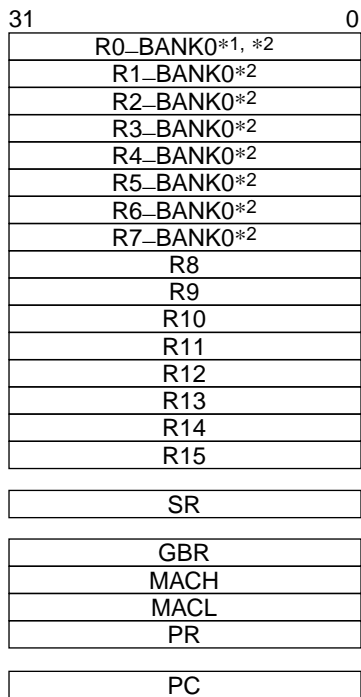 31 0
R0_BANK0*1, *2
R1_BANK0*2
R2_BANK0*2
R3_BANK0*2
R4_BANK0*2
R5_BANK0*2
R6_BANK0*2
R7_BANK0*2
R8
R9
R10
R11
R12
R13
R14
R15
SR
GBR
MACH
MACL
PR
PC